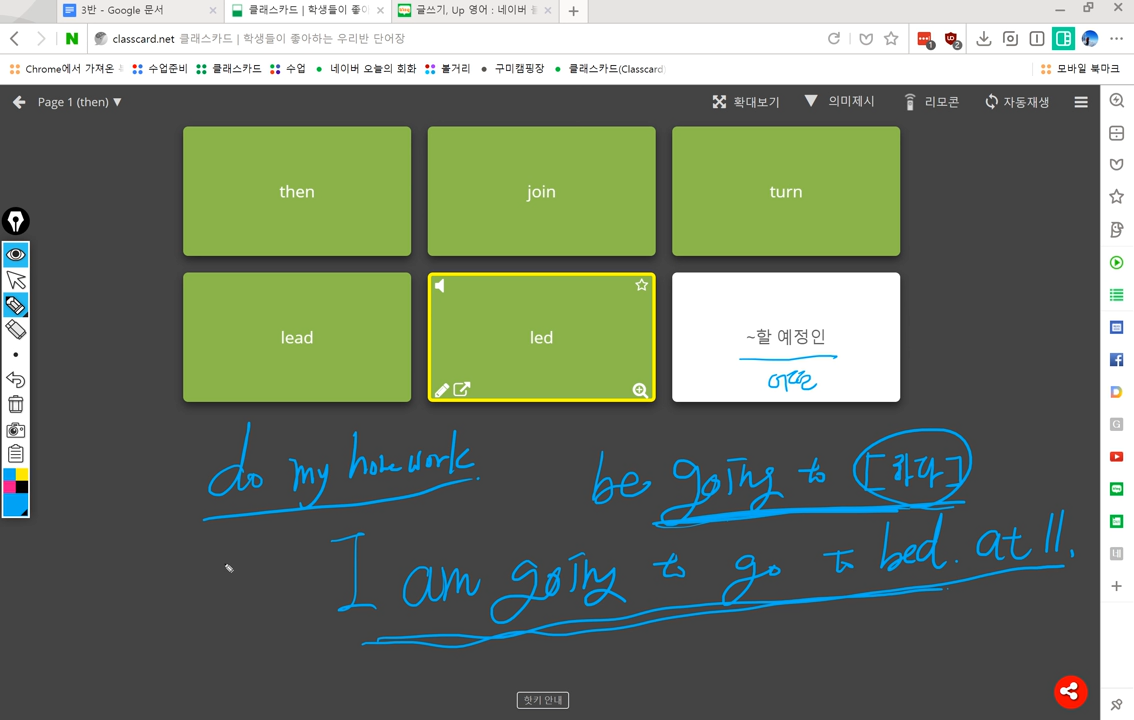 3반 - Google 문서
클래스카드 | 학생들이 좋아
글쓰기, Up 영어 : 네이버
classcard.net 클래스카드 | 학생들이 좋아하는 우리반 단어장
Chrome에서 가져온
수업준비
클래스카드
수업
네이버 오늘의 회화
볼거리
구미캠핑장
클래스카드(Classcard)
모바일 북마크
Page 1 (then) ▼
확대보기
의미제시
리모콘
자동재생
then
join
turn
lead
led
~할 예정인
do my homework.
be going to [하다]
I am going to go to bed. at 11.
핫키 안내